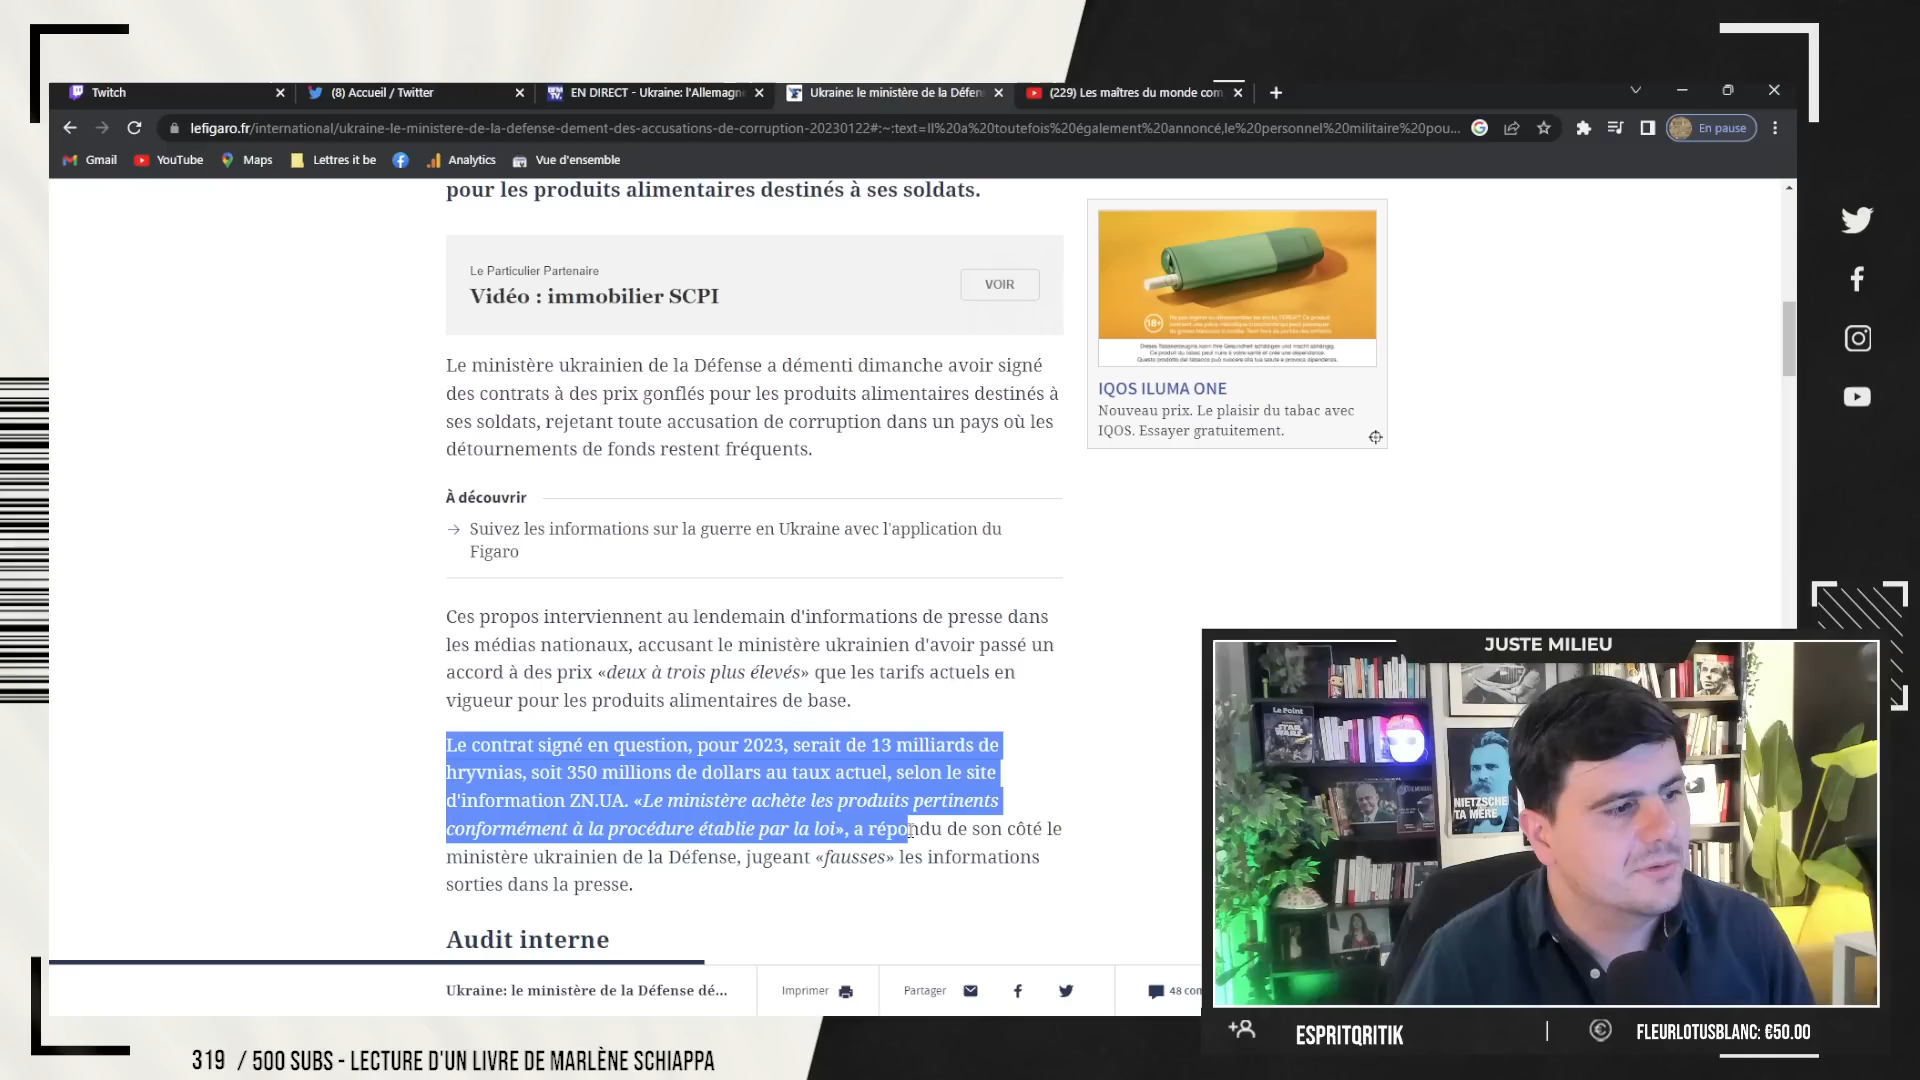 Twitch
(8) Accueil / Twitter
EN DIRECT - Ukraine: l'Allemagne
Ukraine: le ministère de la Défen
(229) Les maîtres du monde com
lefigaro.fr/international/ukraine-le-ministere-de-la-defense-dement-des-accusations-de-corruption-20230122#:~:text=Il%20a%20toutefois%20également%20annoncé,le%20personnel%20militaire%20pou...
En pause
Gmail
YouTube
Maps
Lettres it be
Analytics
Vue d'ensemble
pour les produits alimentaires destinés à ses soldats.
Le Particulier Partenaire
Vidéo : immobilier SCPI
VOIR
Le ministère ukrainien de la Défense a démenti dimanche avoir signé
des contrats à des prix gonflés pour les produits alimentaires destinés à
ses soldats, rejetant toute accusation de corruption dans un pays où les
détournements de fonds restent fréquents.
À découvrir
→ Suivez les informations sur la guerre en Ukraine avec l'application du
Figaro
Ces propos interviennent au lendemain d'informations de presse dans
les médias nationaux, accusant le ministère ukrainien d'avoir passé un
accord à des prix «deux à trois plus élevés» que les tarifs actuels en
vigueur pour les produits alimentaires de base.
Le contrat signé en question, pour 2023, serait de 13 milliards de
hryvnias, soit 350 millions de dollars au taux actuel, selon le site
d'information ZN.UA. «Le ministère achète les produits pertinents
conformément à la procédure établie par la loi», a répondu de son côté le
ministère ukrainien de la Défense, jugeant «fausses» les informations
sorties dans la presse.
Audit interne
Ukraine: le ministère de la Défense dé...
Imprimer
Partager
48 com
18+
IQOS ILUMA ONE
Nouveau prix. Le plaisir du tabac avec
IQOS. Essayer gratuitement.
JUSTE MILIEU
Le Point
STAR
WARS
NIETZSCHE
TA MÈRE
ESPRITQRITIK
|
FLEURLOTUSBLANC: €50.00
319 / 500 SUBS - LECTURE D'UN LIVRE DE MARLÈNE SCHIAPPA